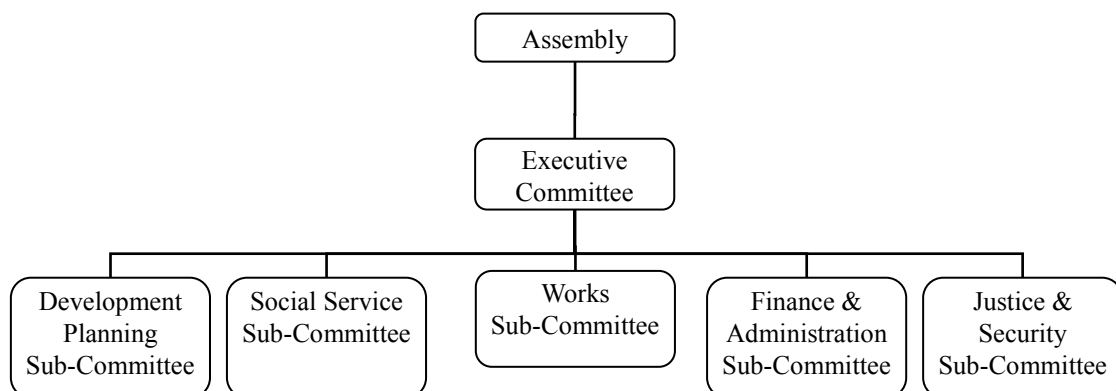 Assembly
Executive
Committee
Development
Planning
Sub-Committee
Social Service
Sub-Committee
Works
Sub-Committee
Finance &
Administration
Sub-Committee
Justice &
Security
Sub-Committee